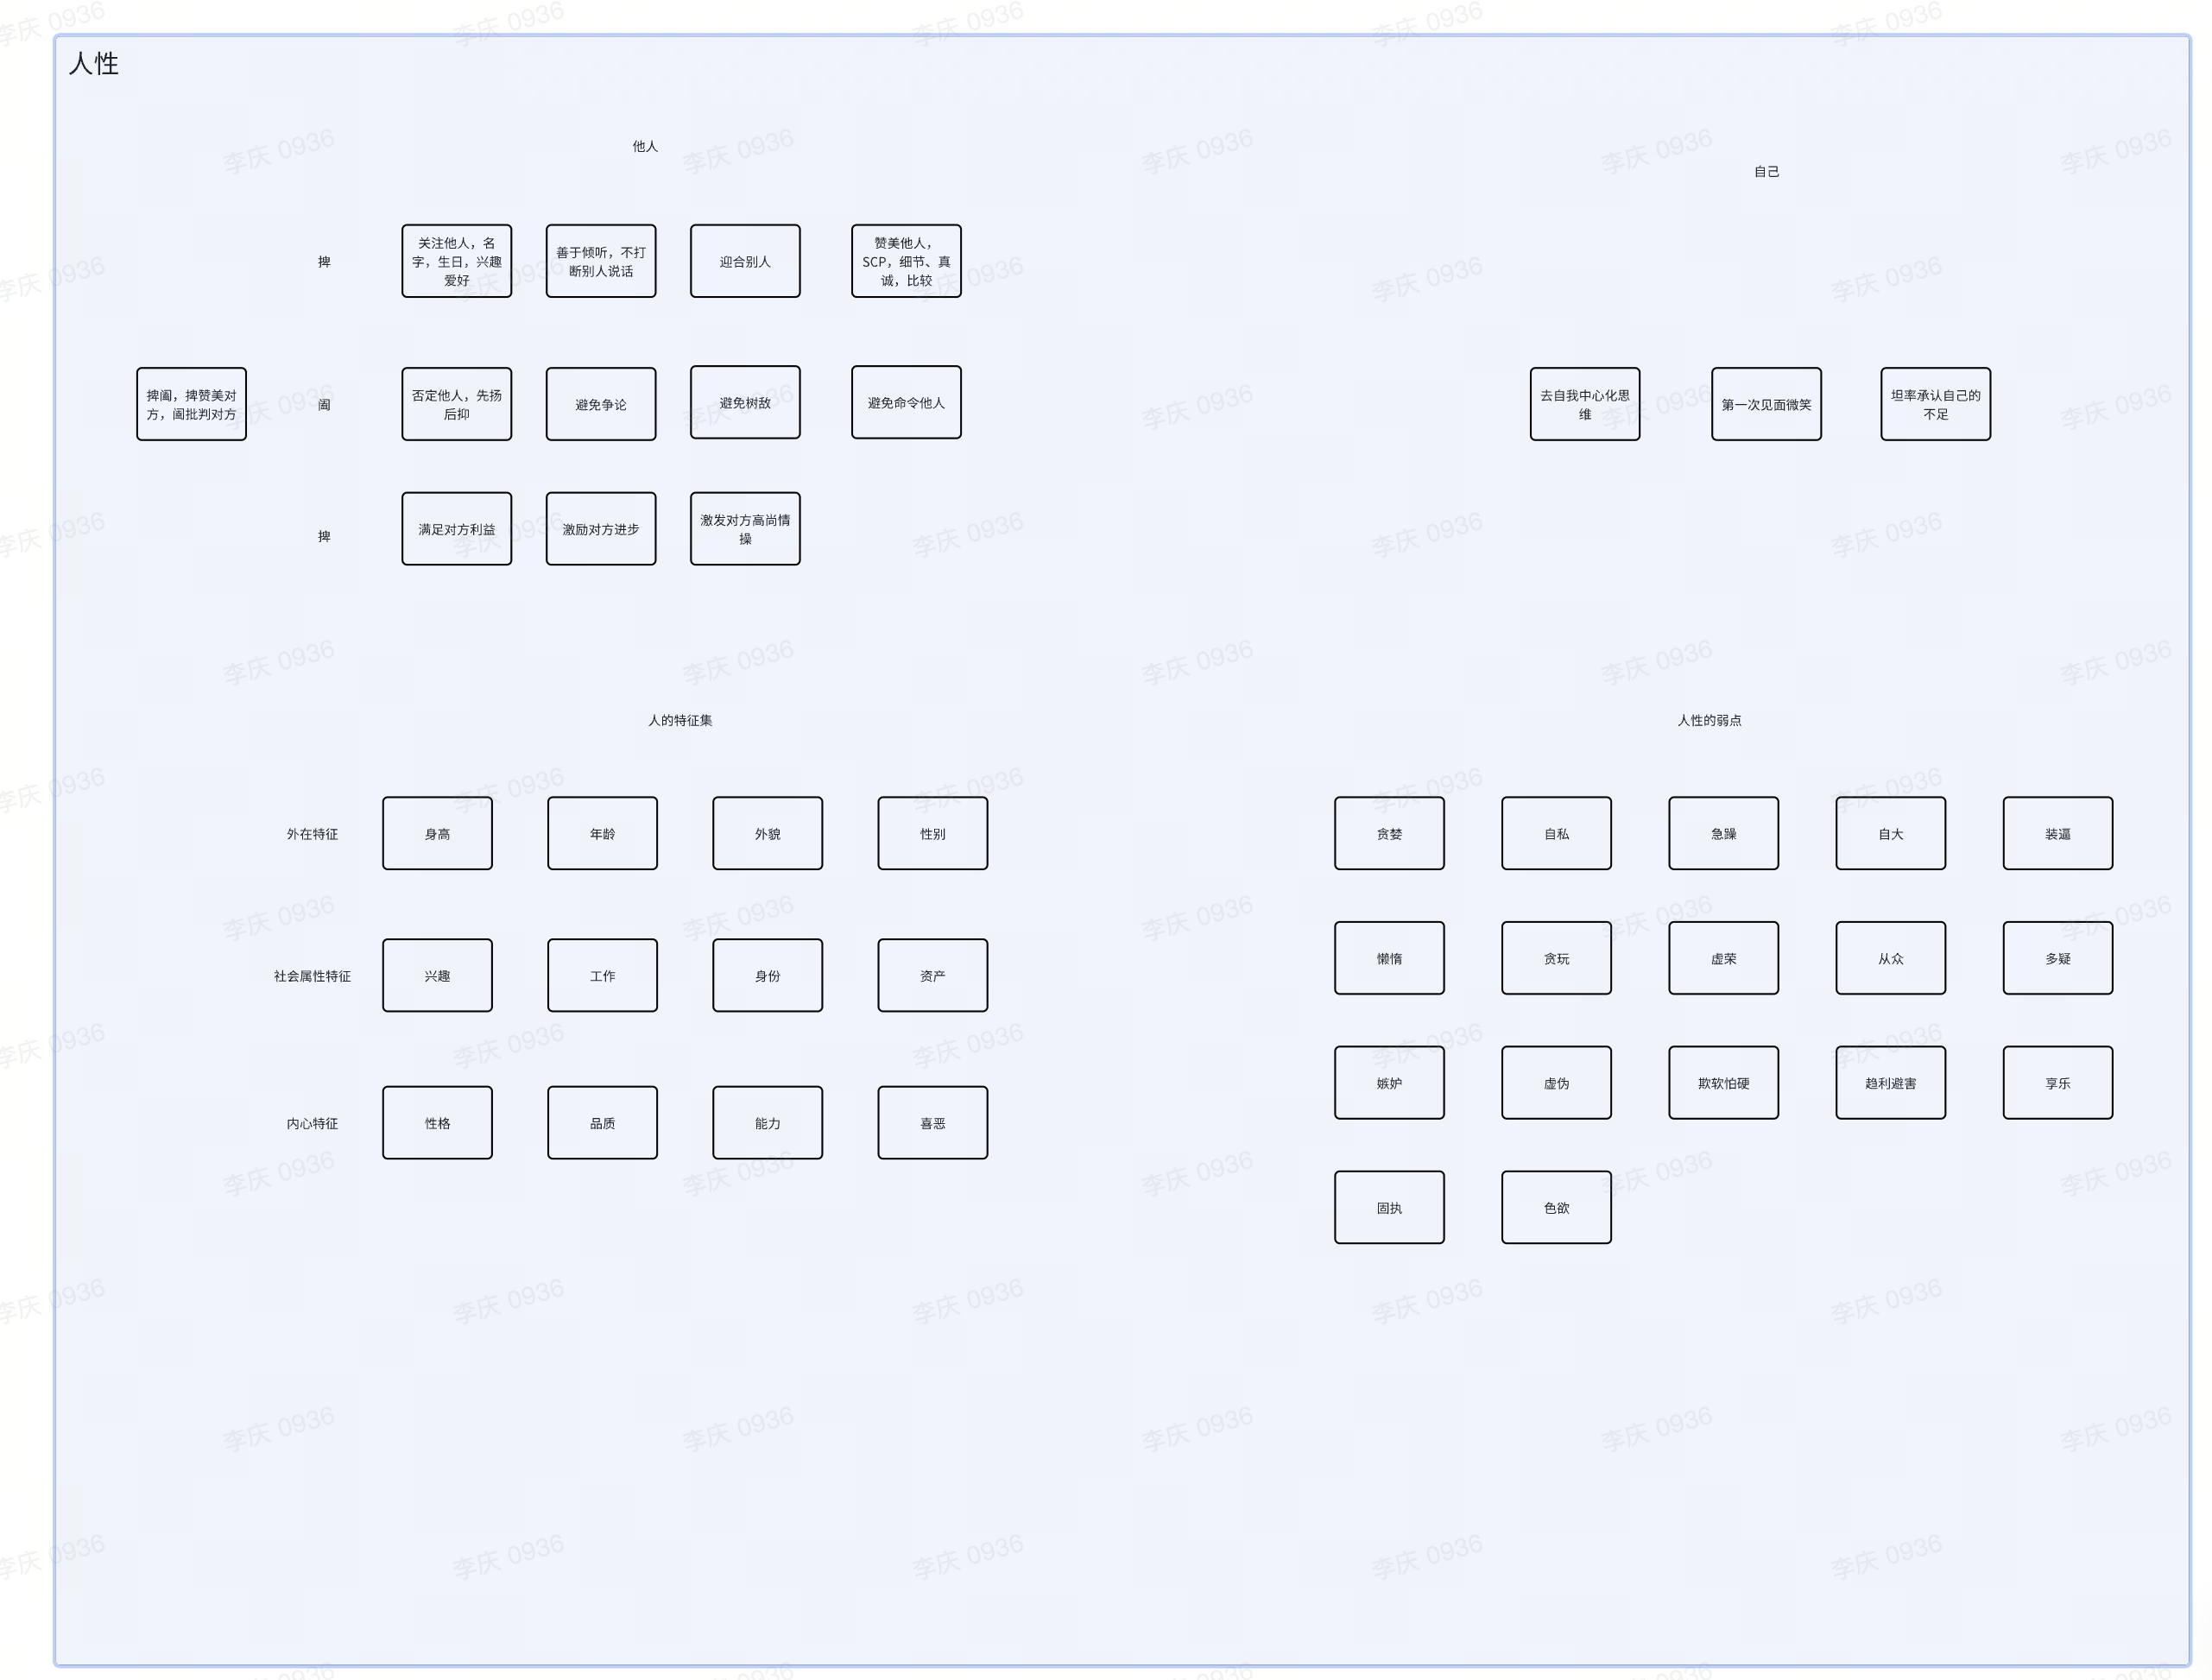 人性
他人
自己
捭
关注他人，名
字，生日，兴趣
爱好
善于倾听，不打
断别人说话
迎合别人
赞美他人，
SCP，细节、真
诚，比较
捭阖，捭赞美对
方，阖批判对方
阖
否定他人，先扬
后抑
避免争论
避免树敌
避免命令他人
去自我中心化思
维
第一次见面微笑
坦率承认自己的
不足
捭
满足对方利益
激励对方进步
激发对方高尚情
操
人的特征集
人性的弱点
外在特征
身高
年龄
外貌
性别
社会属性特征
兴趣
工作
身份
资产
内心特征
性格
品质
能力
喜恶
贪婪
自私
急躁
自大
装逼
懒惰
贪玩
虚荣
从众
多疑
嫉妒
虚伪
欺软怕硬
趋利避害
享乐
固执
色欲
李庆 0936